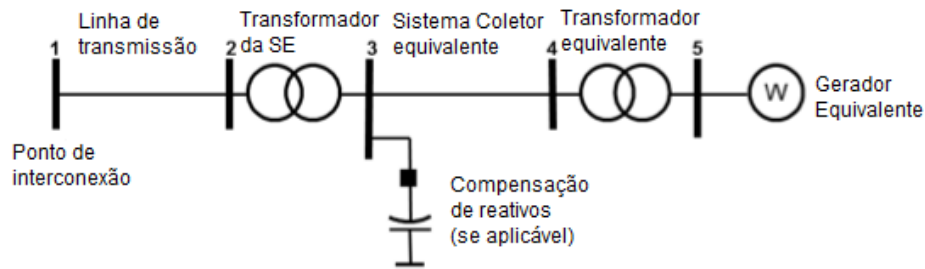 Linha de
transmissão
Transformador
da SE
Sistema Coletor
equivalente
Transformador
equivalente
1
2
3
4
5
W
Gerador
Equivalente
Ponto de
interconexão
Compensação
de reativos
(se aplicável)